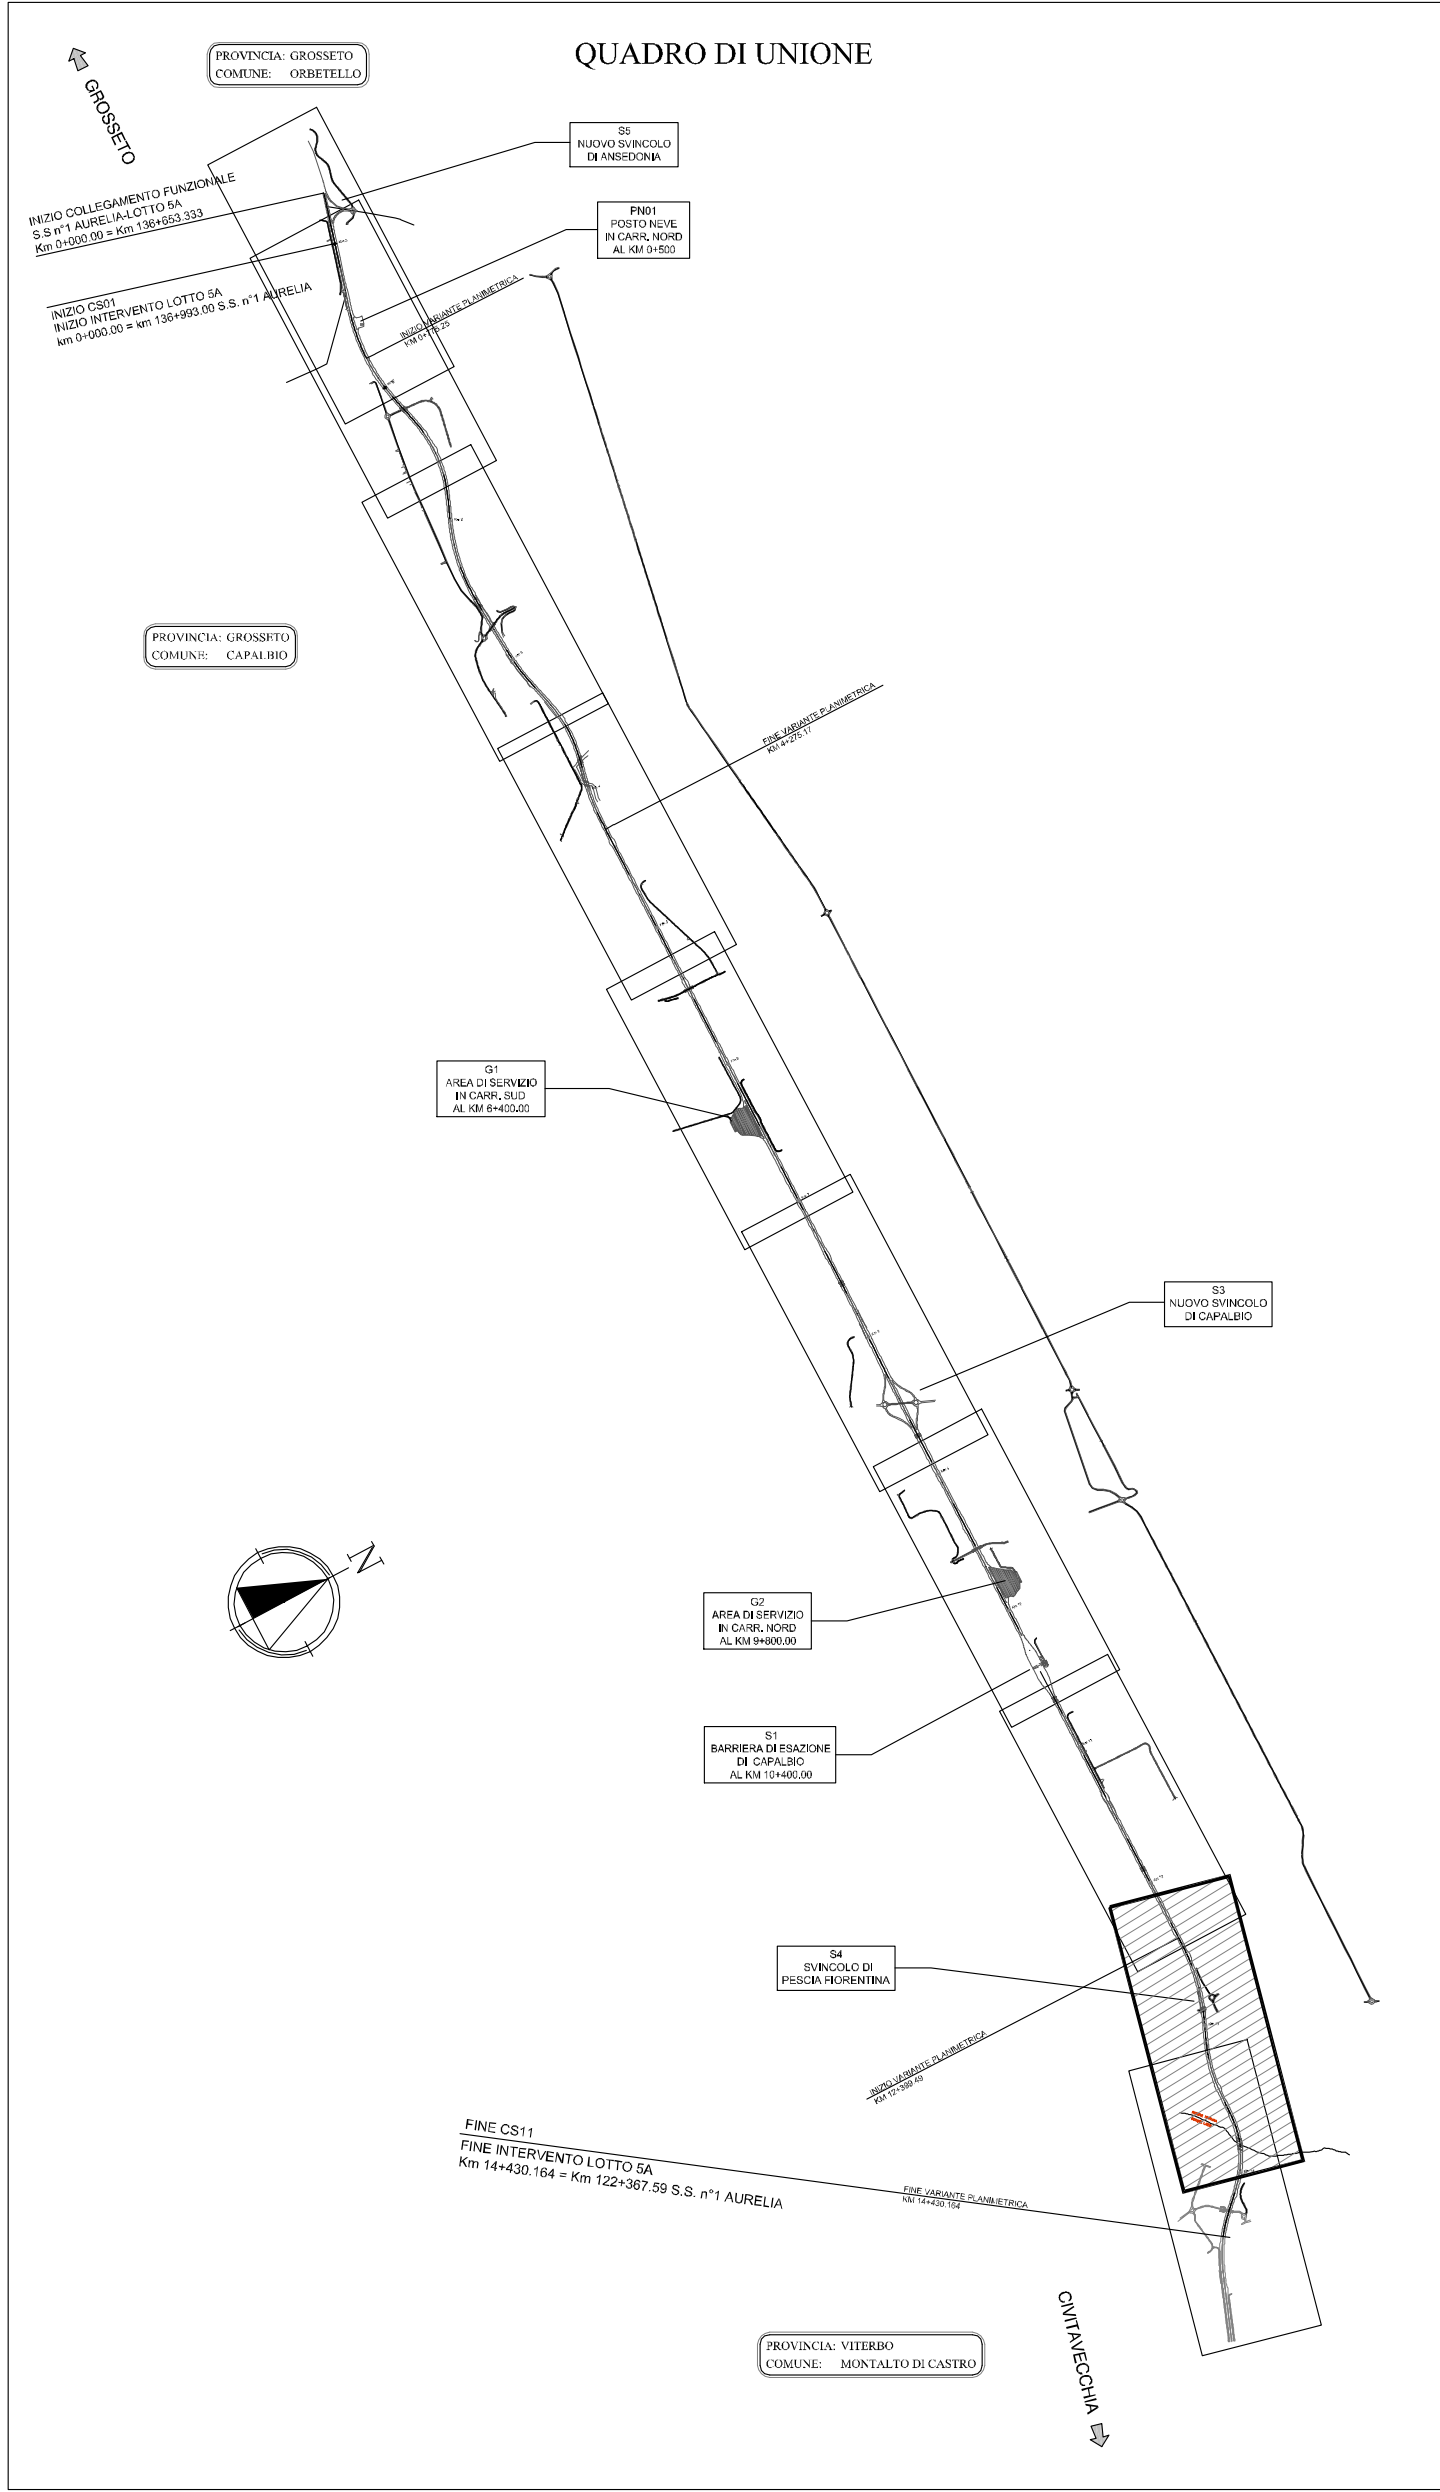 QUADRO DI UNIONE
PROVINCIA: GROSSETO
COMUNE: ORBETELLO
GROSSETO
S5
NUOVO SVINCOLO
DI ANSEDONIA
INIZIO COLLEGAMENTO FUNZIONALE
S.S n°1 AURELIA-LOTTO 5A
Km 0+000.00 = Km 136+653.333
PN01
POSTO NEVE
IN CARR. NORD
AL KM 0+500
INIZIO CS01
INIZIO INTERVENTO LOTTO 5A
km 0+000.00 = km 136+993.00 S.S. n°1 AURELIA
INIZIO VARIANTE PLANIMETRICA
PROVINCIA: GROSSETO
COMUNE: CAPALBIO
FINE VARIANTE PLANIMETRICA
KM 4+275.17
G1
AREA DI SERVIZIO
IN CARR. SUD
AL KM 6+400.00
S3
NUOVO SVINCOLO
DI CAPALBIO
N
G2
AREA DI SERVIZIO
IN CARR. NORD
AL KM 9+800.00
S1
BARRIERA DI ESAZIONE
DI CAPALBIO
AL KM 10+400.00
S4
SVINCOLO DI
PESCIA FIORENTINA
INIZIO VARIANTE PLANIMETRICA
KM 12+399.49
FINE CS11
FINE INTERVENTO LOTTO 5A
Km 14+430.164 = Km 122+367.59 S.S. n°1 AURELIA
FINE VARIANTE PLANIMETRICA
KM 14+430.164
CIVITAVECCHIA
PROVINCIA: VITERBO
COMUNE: MONTALTO DI CASTRO